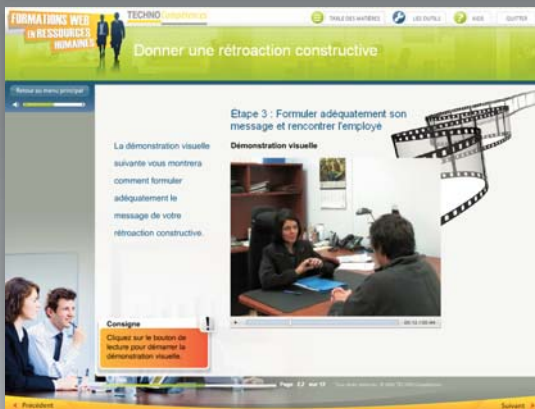 FORMATIONS WEB
EN RESSOURCES
HUMAINES
TECHNOCompétences
TABLE DES MATIÈRES
LES OUTILS
AIDE
QUITTER
Donner une rétroaction constructive
Retour au menu principal
Étape 3 : Formuler adéquatement son
message et rencontrer l'employé
La démonstration visuelle
suivante vous montrera
comment formuler
adéquatement le
message de votre
rétroaction constructive.
Démonstration visuelle
Consigne
!
Cliquez sur le bouton de
lecture pour démarrer la
démonstration visuelle.
Précédent
Suivant